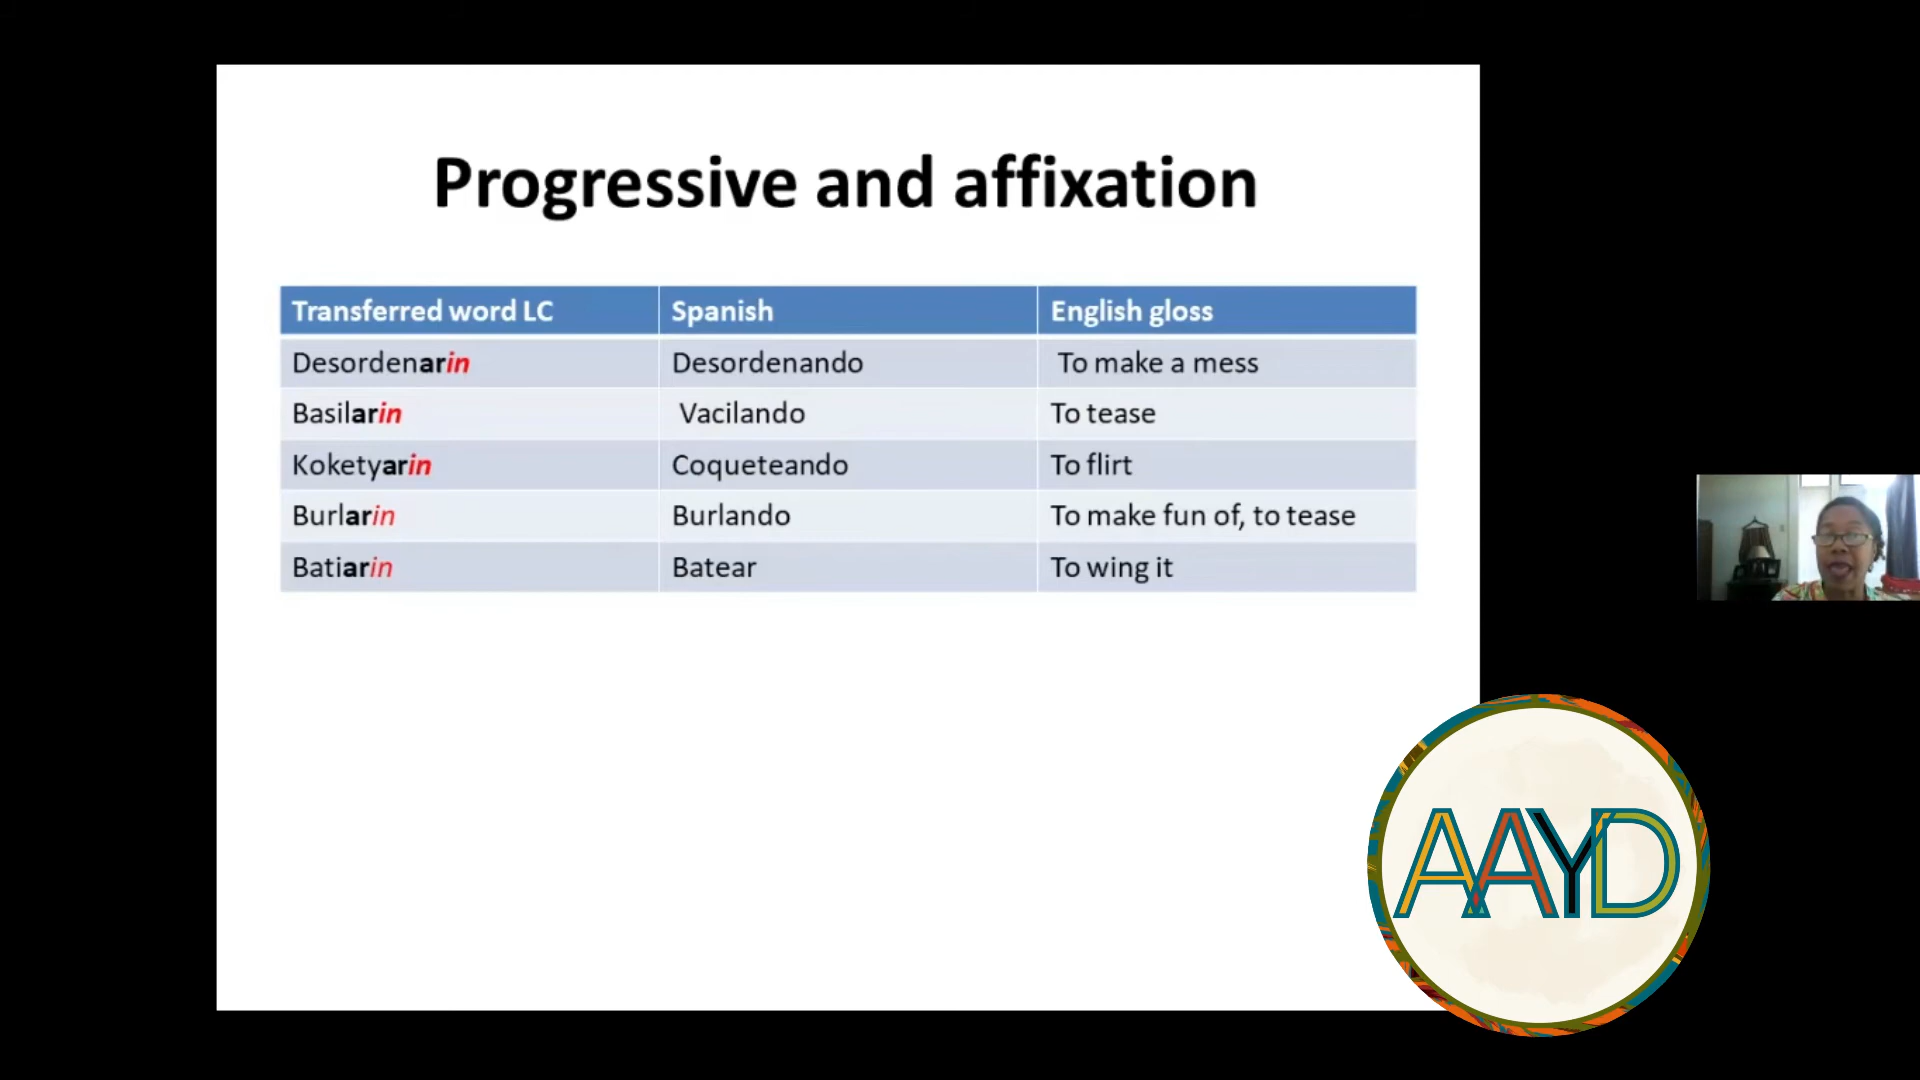 Progressive and affixation
Transferred word LC Spanish English gloss
Desordenarin Desordenando To make a mess
Basilarin Vacilando To tease
Koketyarin Coqueteando To flirt
Burlarin Burlando To make fun of, to tease
Batiarin Batear To wing it
AAYD